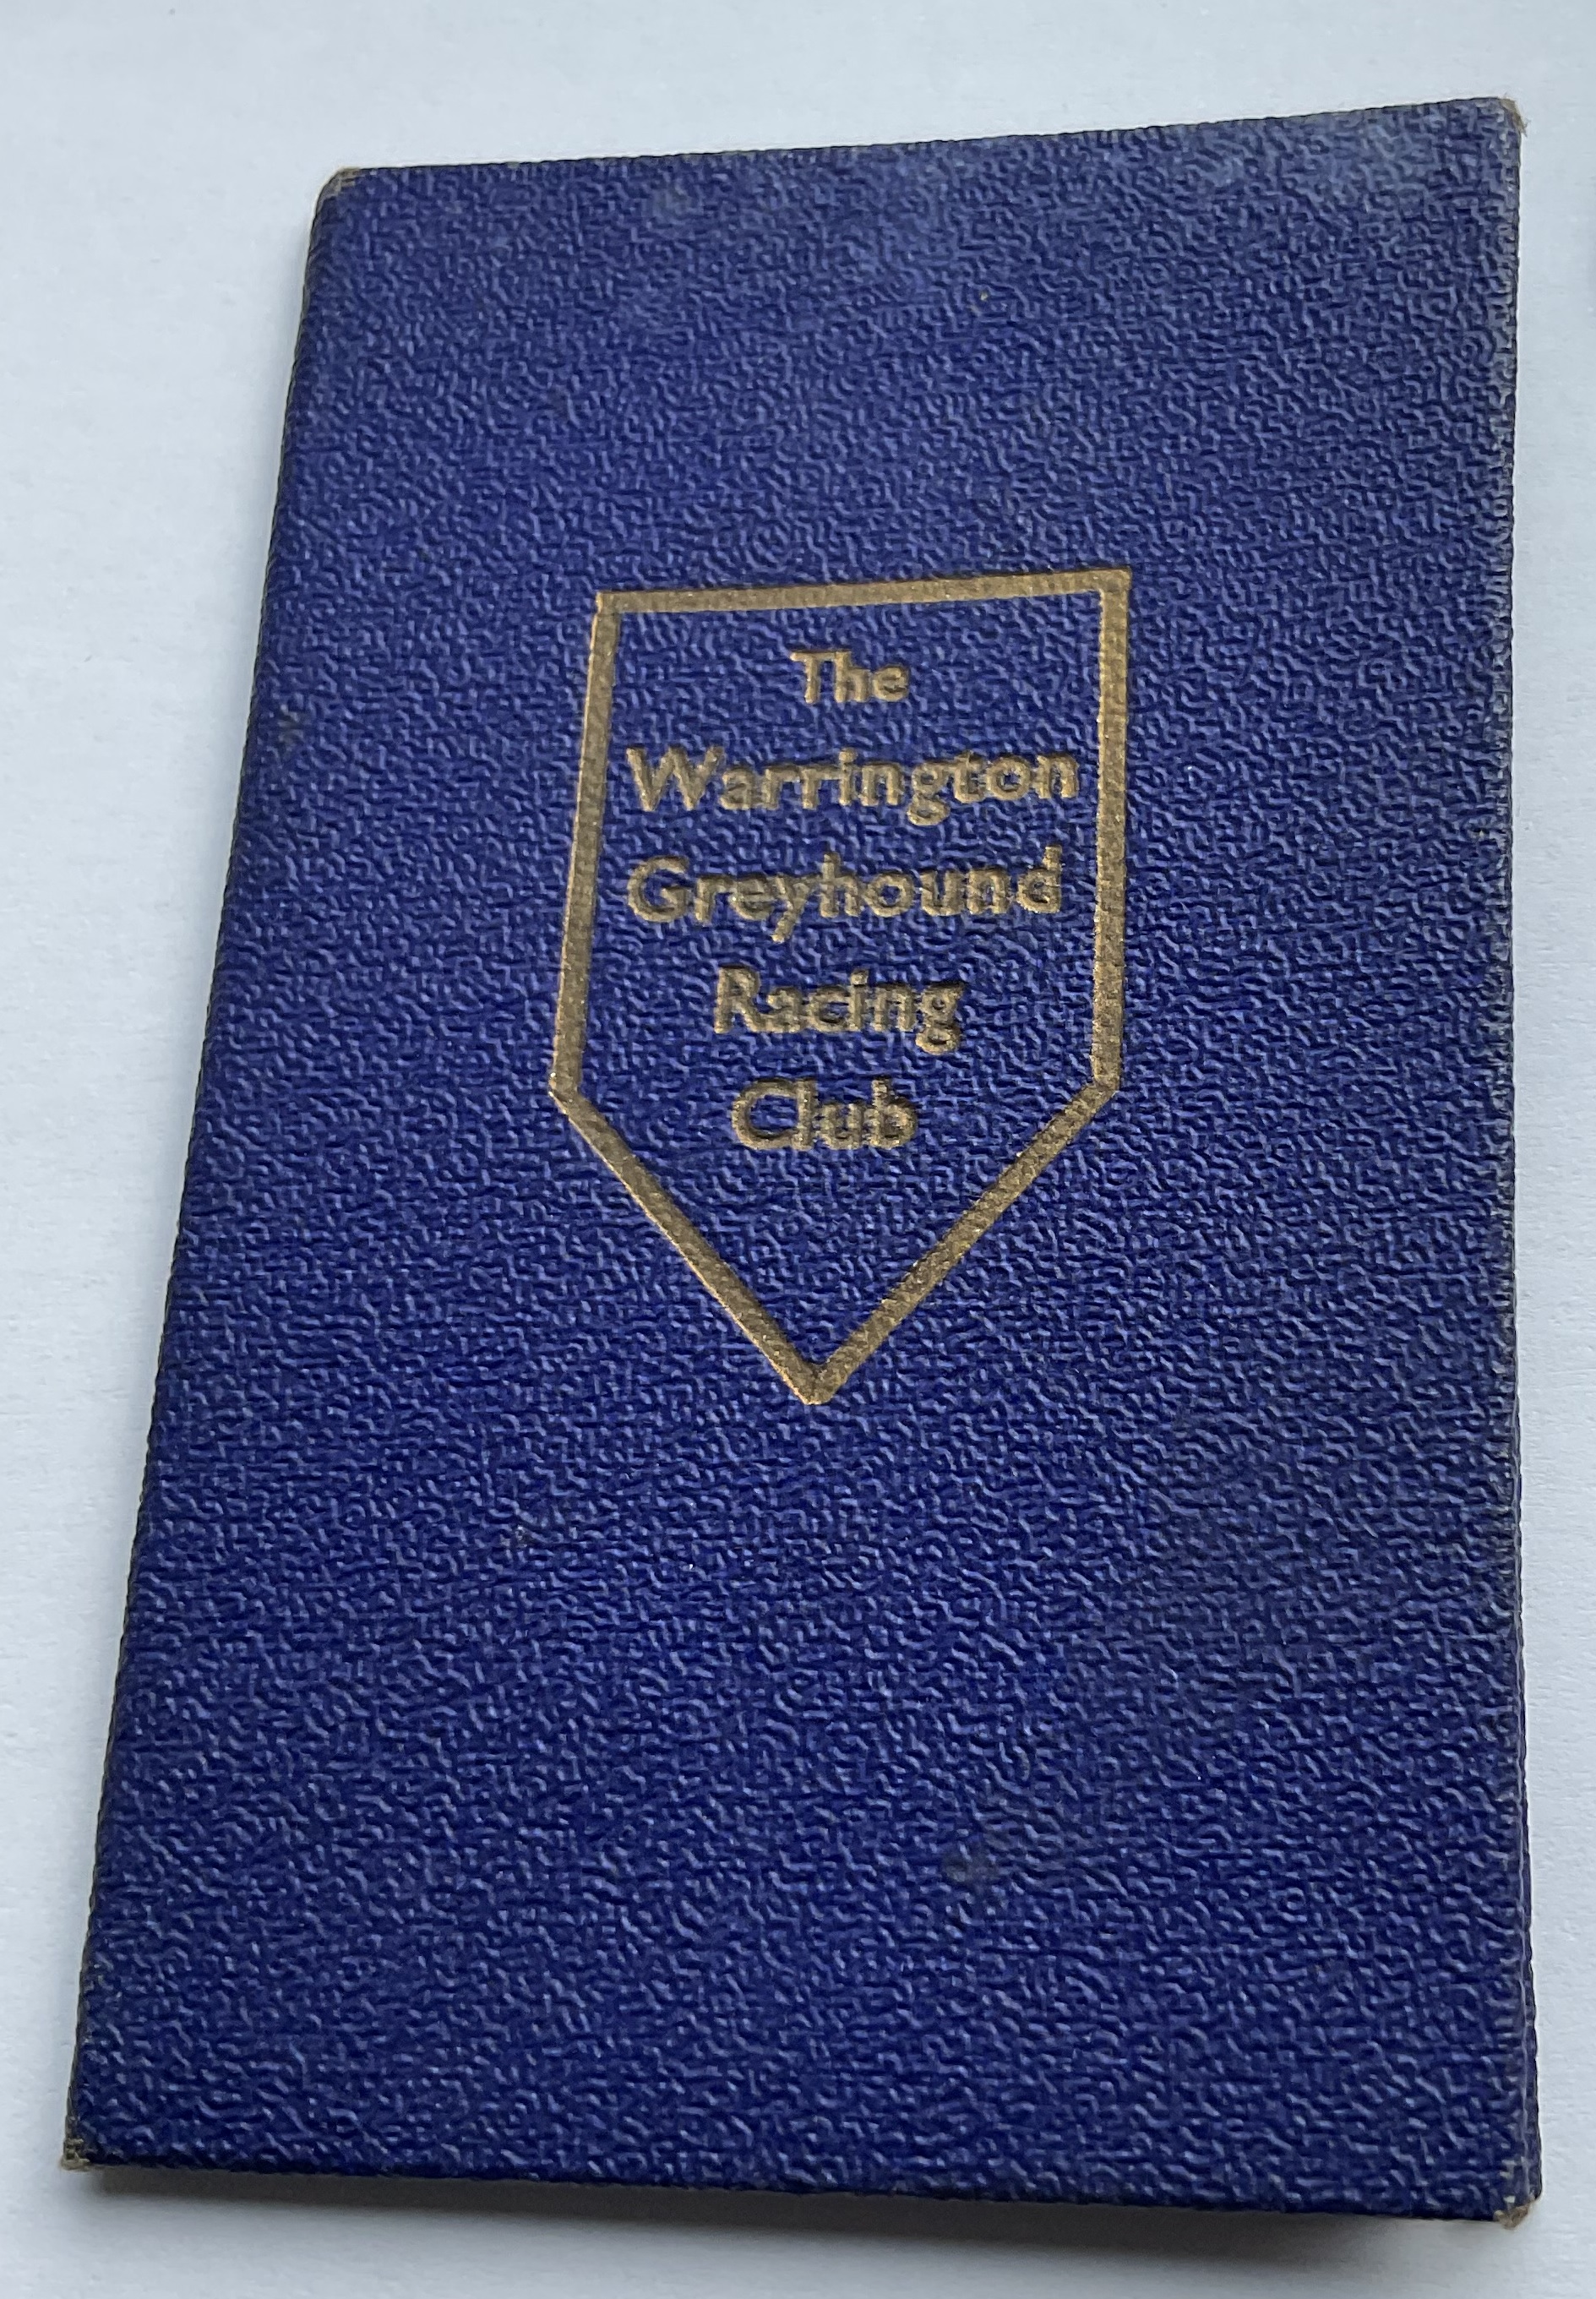 The
Warrington
Greyhound
Racing
Club